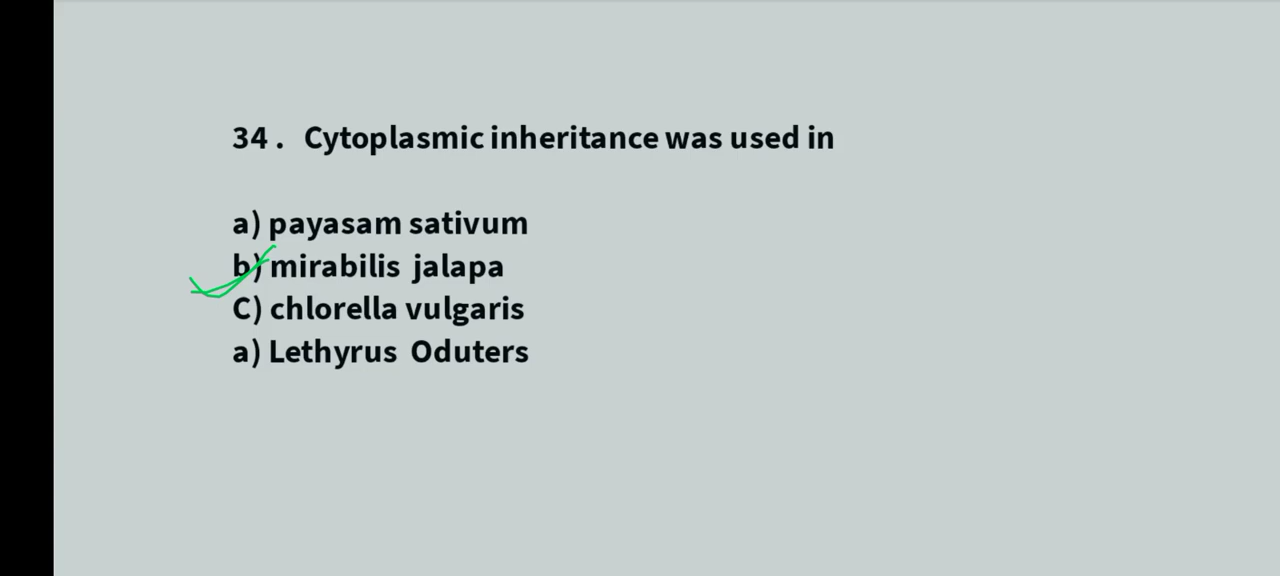 34 . Cytoplasmic inheritance was used in
a) payasam sativum
b) mirabilis jalapa
C) chlorella vulgaris
a) Lethyrus Oduters